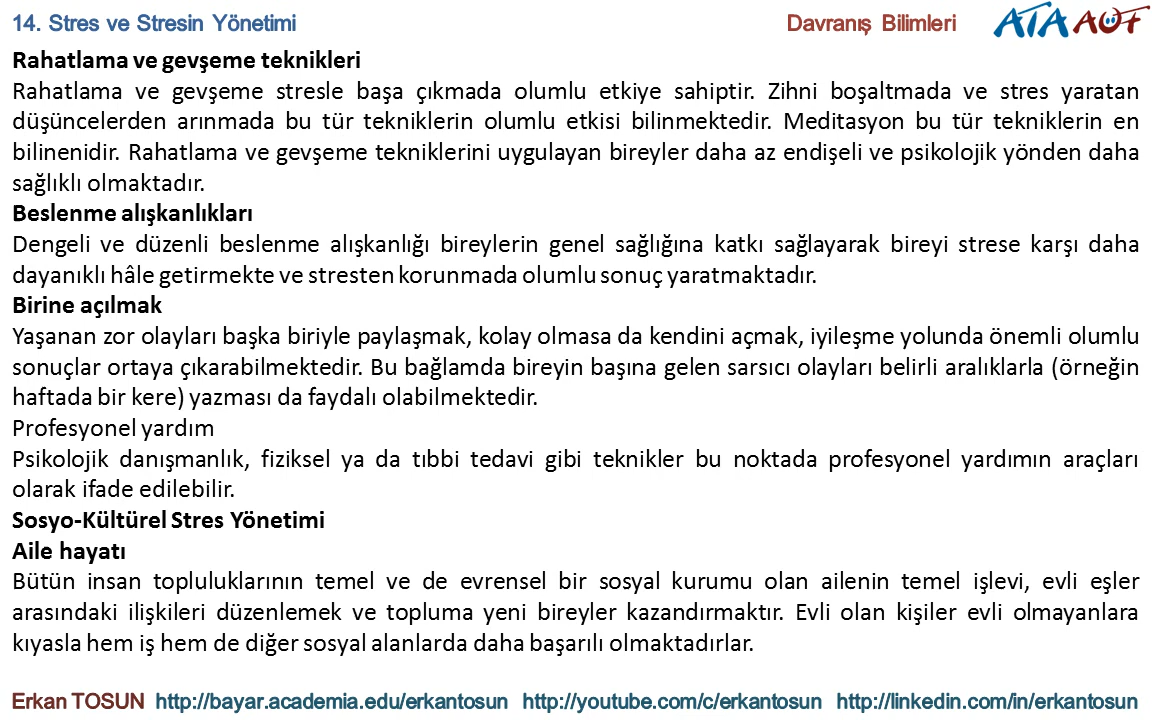 14. Stres ve Stresin Yönetimi
Davranış Bilimleri
ATA AÖF
Rahatlama ve gevşeme teknikleri
Rahatlama ve gevşeme stresle başa çıkmada olumlu etkiye sahiptir. Zihni boşaltmada ve stres yaratan
düşüncelerden arınmada bu tür tekniklerin olumlu etkisi bilinmektedir. Meditasyon bu tür tekniklerin en
bilinenidir. Rahatlama ve gevşeme tekniklerini uygulayan bireyler daha az endişeli ve psikolojik yönden daha
sağlıklı olmaktadır.
Beslenme alışkanlıkları
Dengeli ve düzenli beslenme alışkanlığı bireylerin genel sağlığına katkı sağlayarak bireyi strese karşı daha
dayanıklı hâle getirmekte ve stresten korunmada olumlu sonuç yaratmaktadır.
Birine açılmak
Yaşanan zor olayları başka biriyle paylaşmak, kolay olmasa da kendini açmak, iyileşme yolunda önemli olumlu
sonuçlar ortaya çıkarabilmektedir. Bu bağlamda bireyin başına gelen sarsıcı olayları belirli aralıklarla (örneğin
haftada bir kere) yazması da faydalı olabilmektedir.
Profesyonel yardım
Psikolojik danışmanlık, fiziksel ya da tıbbi tedavi gibi teknikler bu noktada profesyonel yardımın araçları
olarak ifade edilebilir.
Sosyo-Kültürel Stres Yönetimi
Aile hayatı
Bütün insan topluluklarının temel ve de evrensel bir sosyal kurumu olan ailenin temel işlevi, evli eşler
arasındaki ilişkileri düzenlemek ve topluma yeni bireyler kazandırmaktır. Evli olan kişiler evli olmayanlara
kıyasla hem iş hem de diğer sosyal alanlarda daha başarılı olmaktadırlar.
Erkan TOSUN http://bayar.academia.edu/erkantosun http://youtube.com/c/erkantosun http://linkedin.com/in/erkantosun